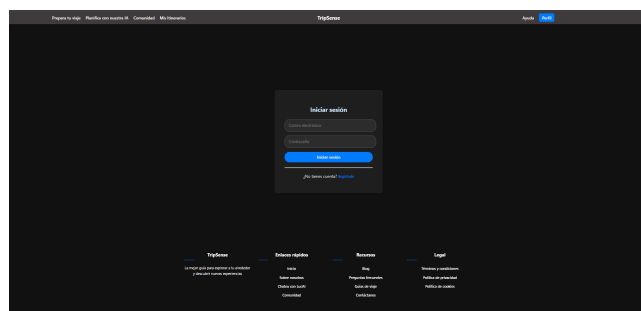 Prepara tu viaje Planifica con nuestra IA Comunidad Mis Itinerarios TripSense Ayuda Perfil
Iniciar sesión
Correo electrónico
Contraseña
Iniciar sesión
¿No tienes cuenta? Regístrate
TripSense Enlaces rápidos Recursos Legal
La mejor guía para explorar a tu alrededor Inicio Blog Términos y condiciones
y descubrir nuevas experiencias Sobre nosotros Preguntas frecuentes Política de privacidad
Chatea con Guías de viaje Política de cookies
Comunidad Contáctanos